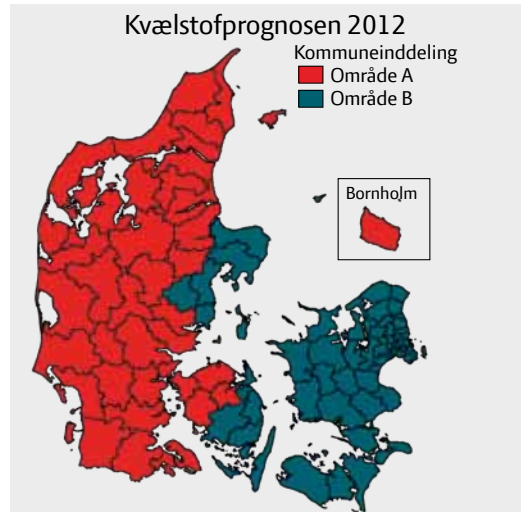 Kvælstofprognosen 2012
Kommuneinddeling
Område A
Område B
Bornholm